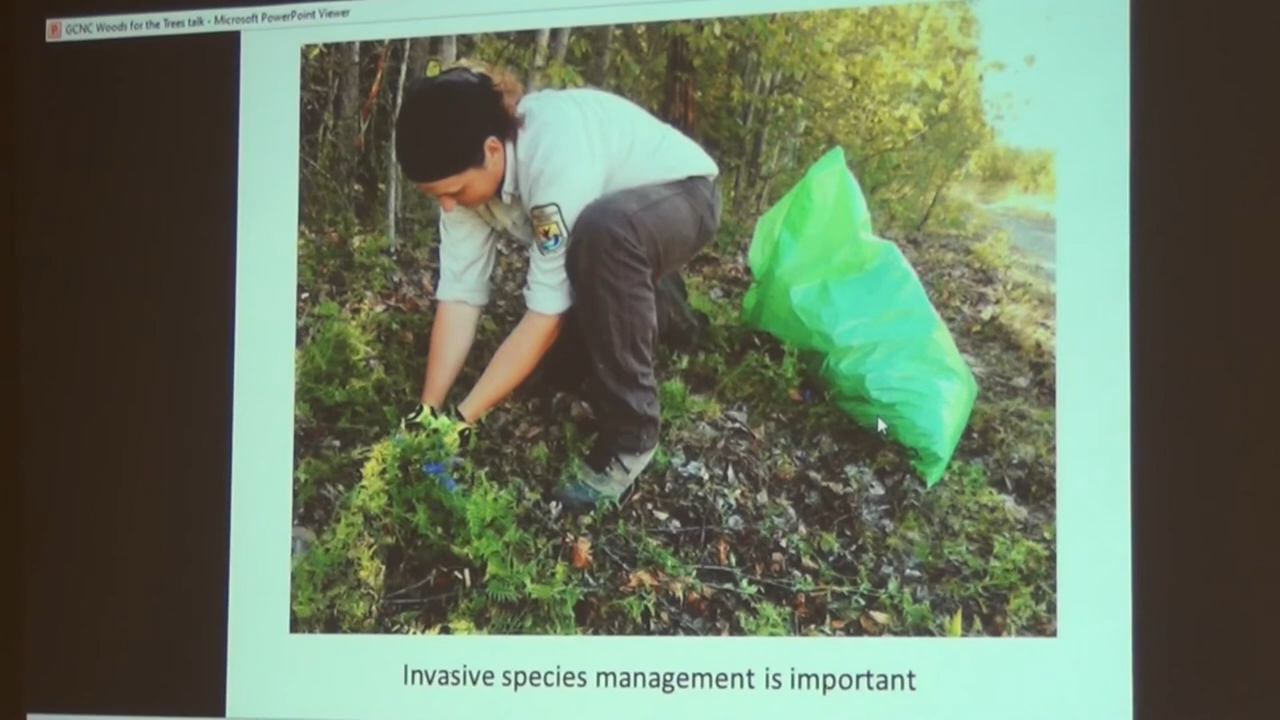 GCNC Woods for the Trees talk - Microsoft PowerPoint Viewer
Invasive species management is important